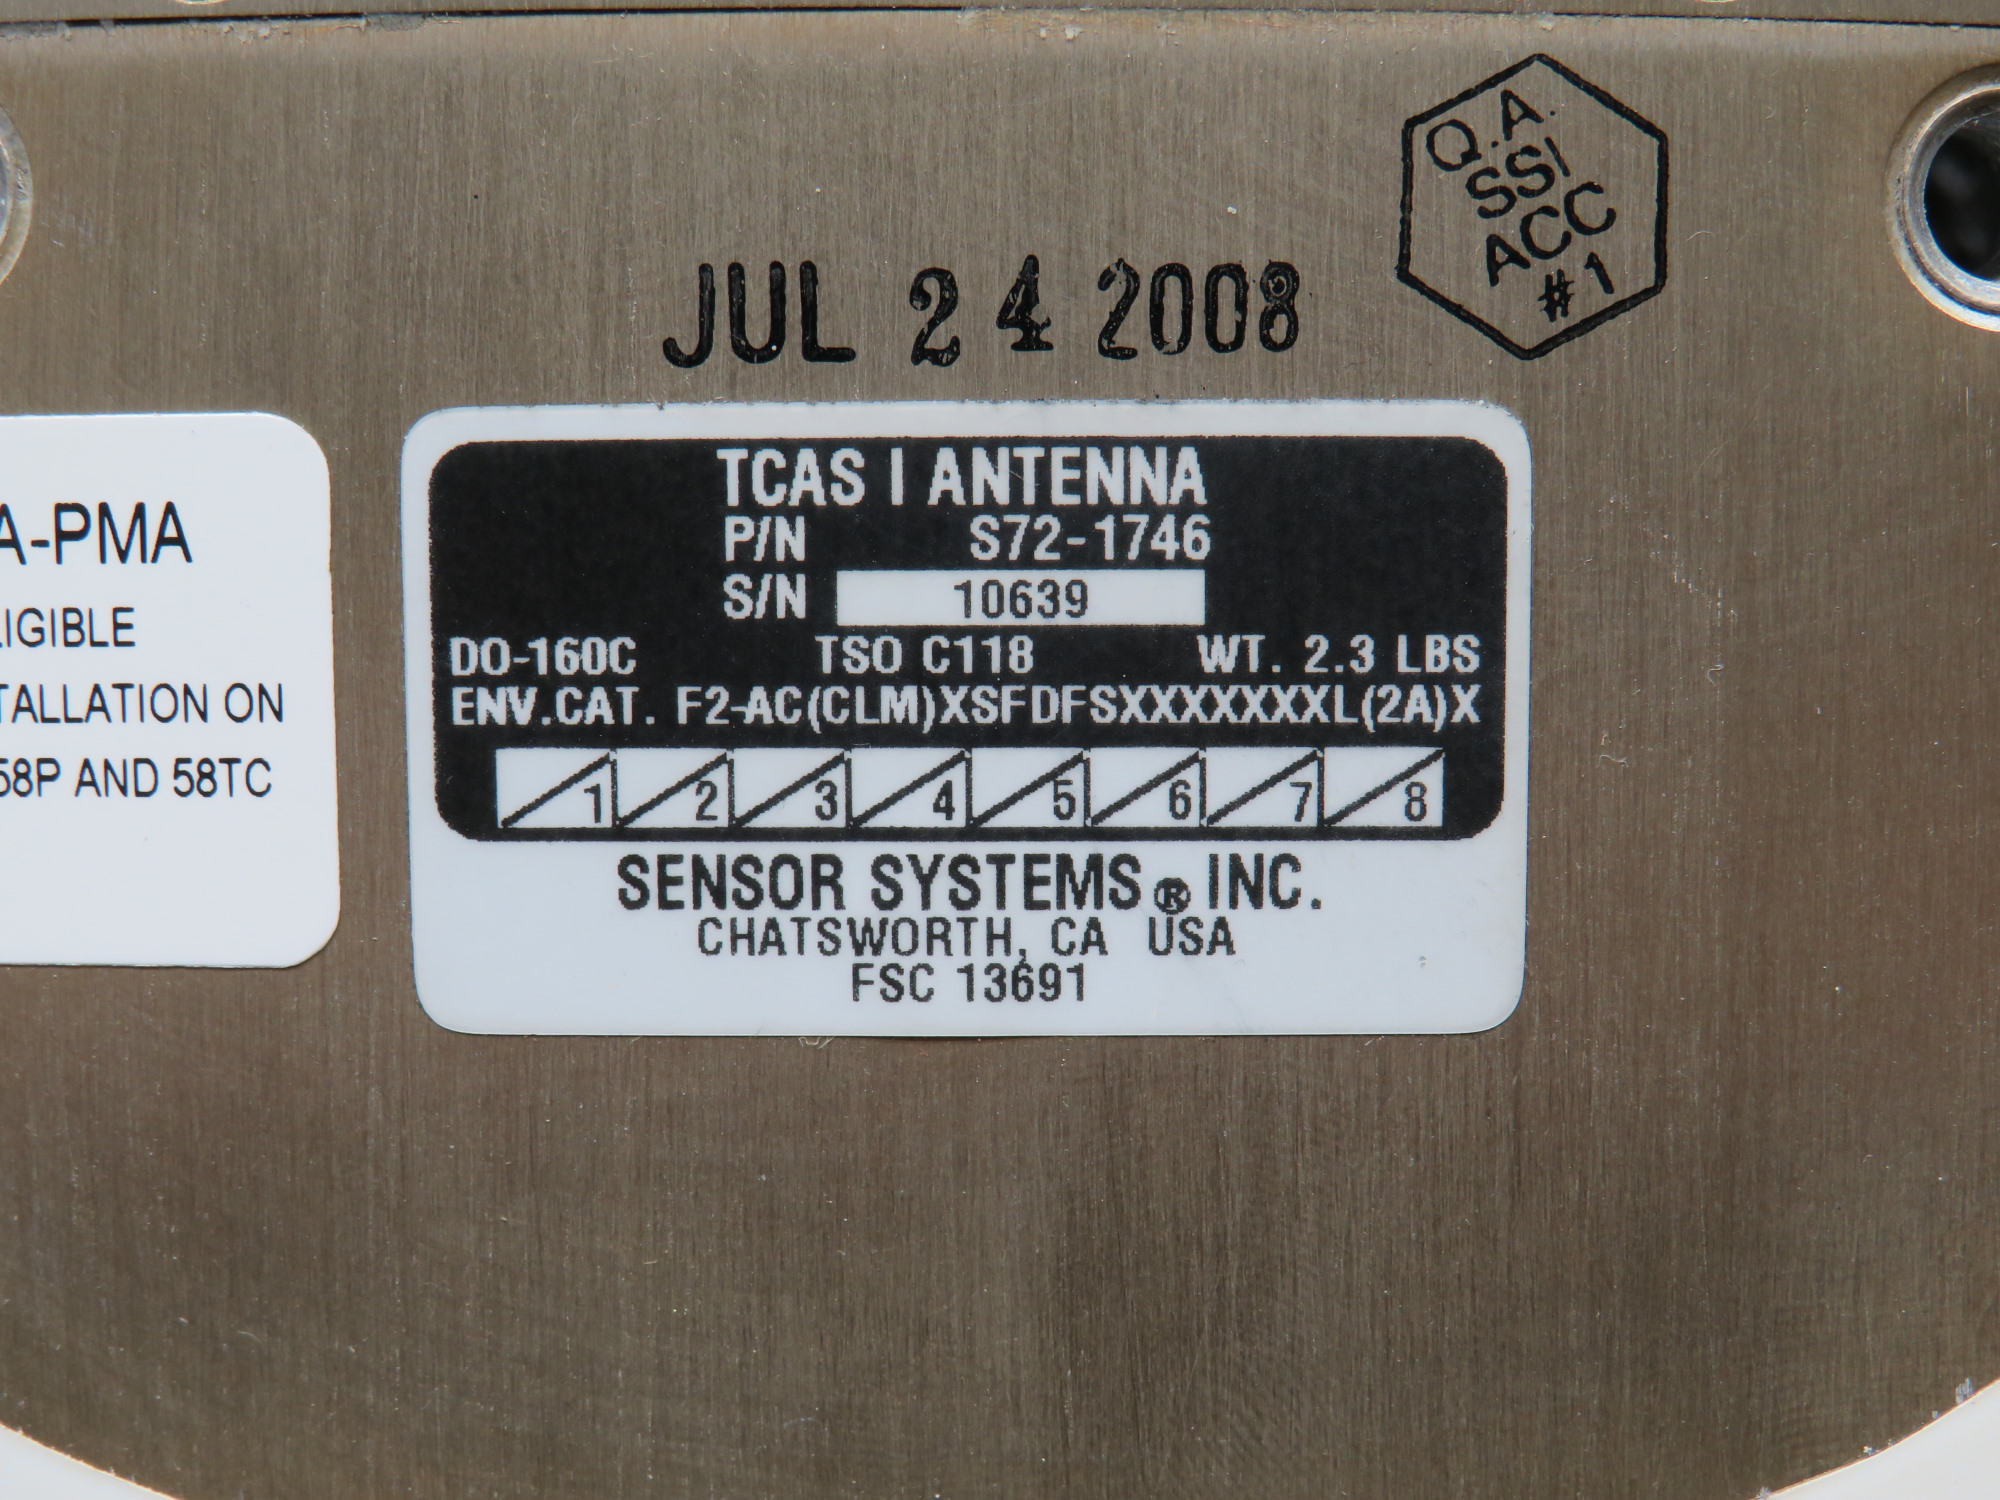 Q.A.
SSI
ACC
#1
JUL 24 2008
A-PMA
LIGIBLE
TALLATION ON
58P AND 58TC
TCAS I ANTENNA
P/N S72-1746
S/N 10639
DO-160C TSO C118 WT. 2.3 LBS
ENV.CAT. F2-AC(CLM)XSFDFSXXXXXXXL(2A)X
1 2 3 4 5 6 7 8
SENSOR SYSTEMS® INC.
CHATSWORTH, CA USA
FSC 13691